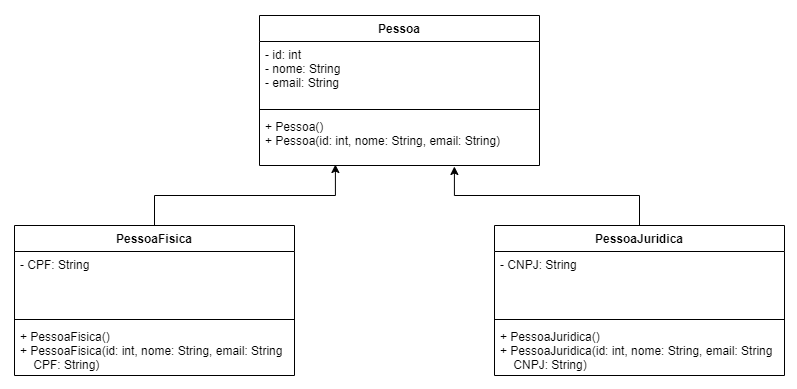 Pessoa
- id: int
- nome: String
- email: String
+ Pessoa()
+ Pessoa(id: int, nome: String, email: String)
PessoaFisica
- CPF: String
+ PessoaFisica()
+ PessoaFisica(id: int, nome: String, email: String
CPF: String)
PessoaJuridica
- CNPJ: String
+ PessoaJuridica()
+ PessoaJuridica(id: int, nome: String, email: String
CNPJ: String)